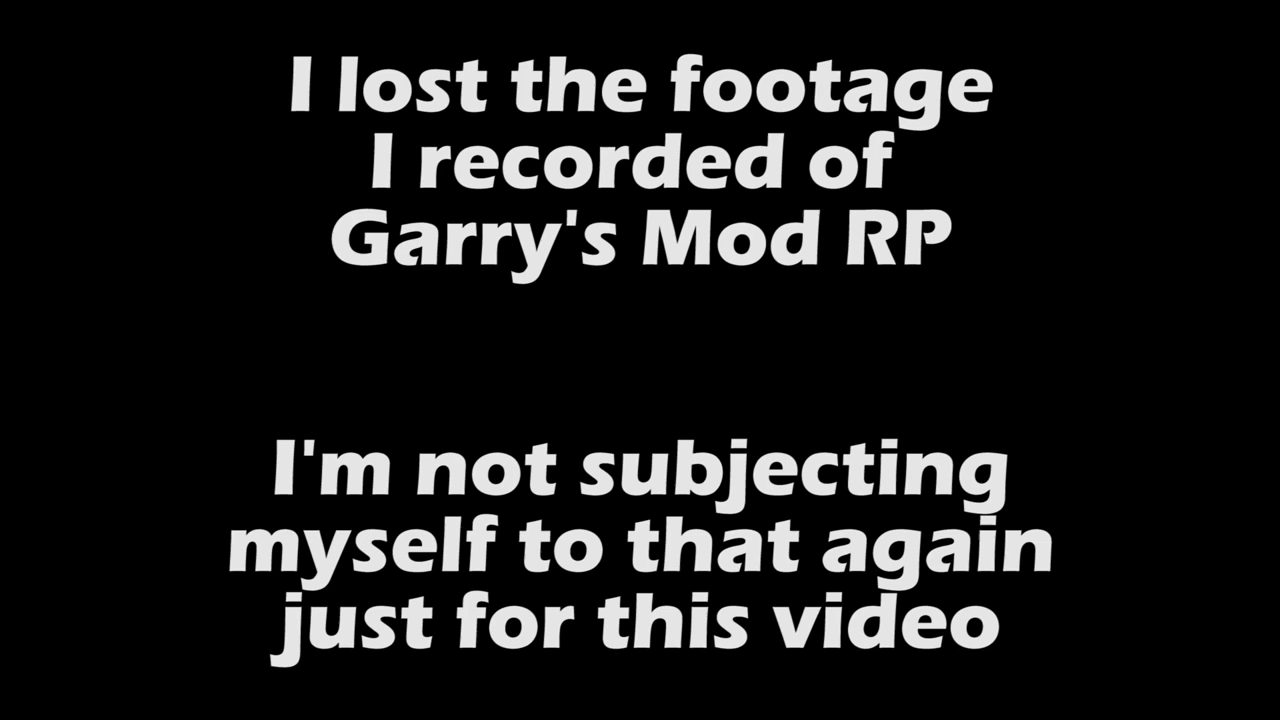 I lost the footage
I recorded of
Garry's Mod RP
I'm not subjecting
myself to that again
just for this video